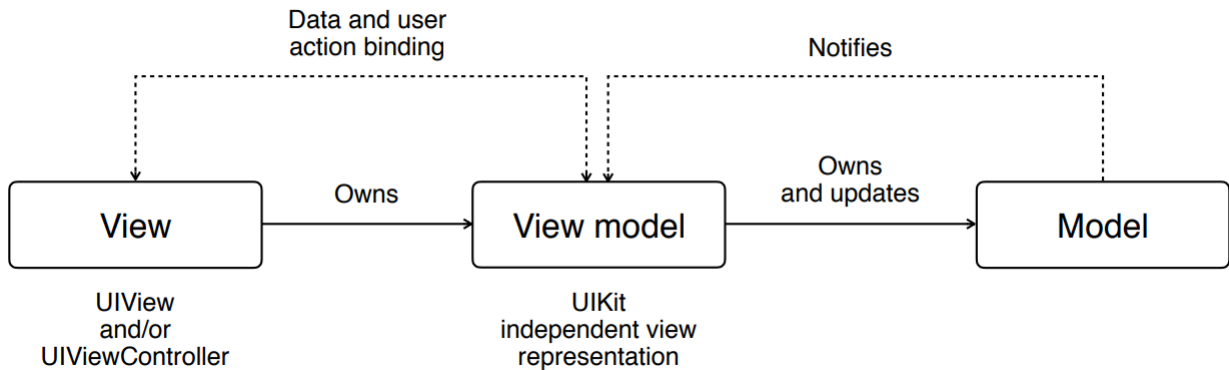 Data and user
action binding
Notifies
Owns
Owns
and updates
View
View model
Model
UIView
and/or
UIViewController
UIKit
independent view
representation